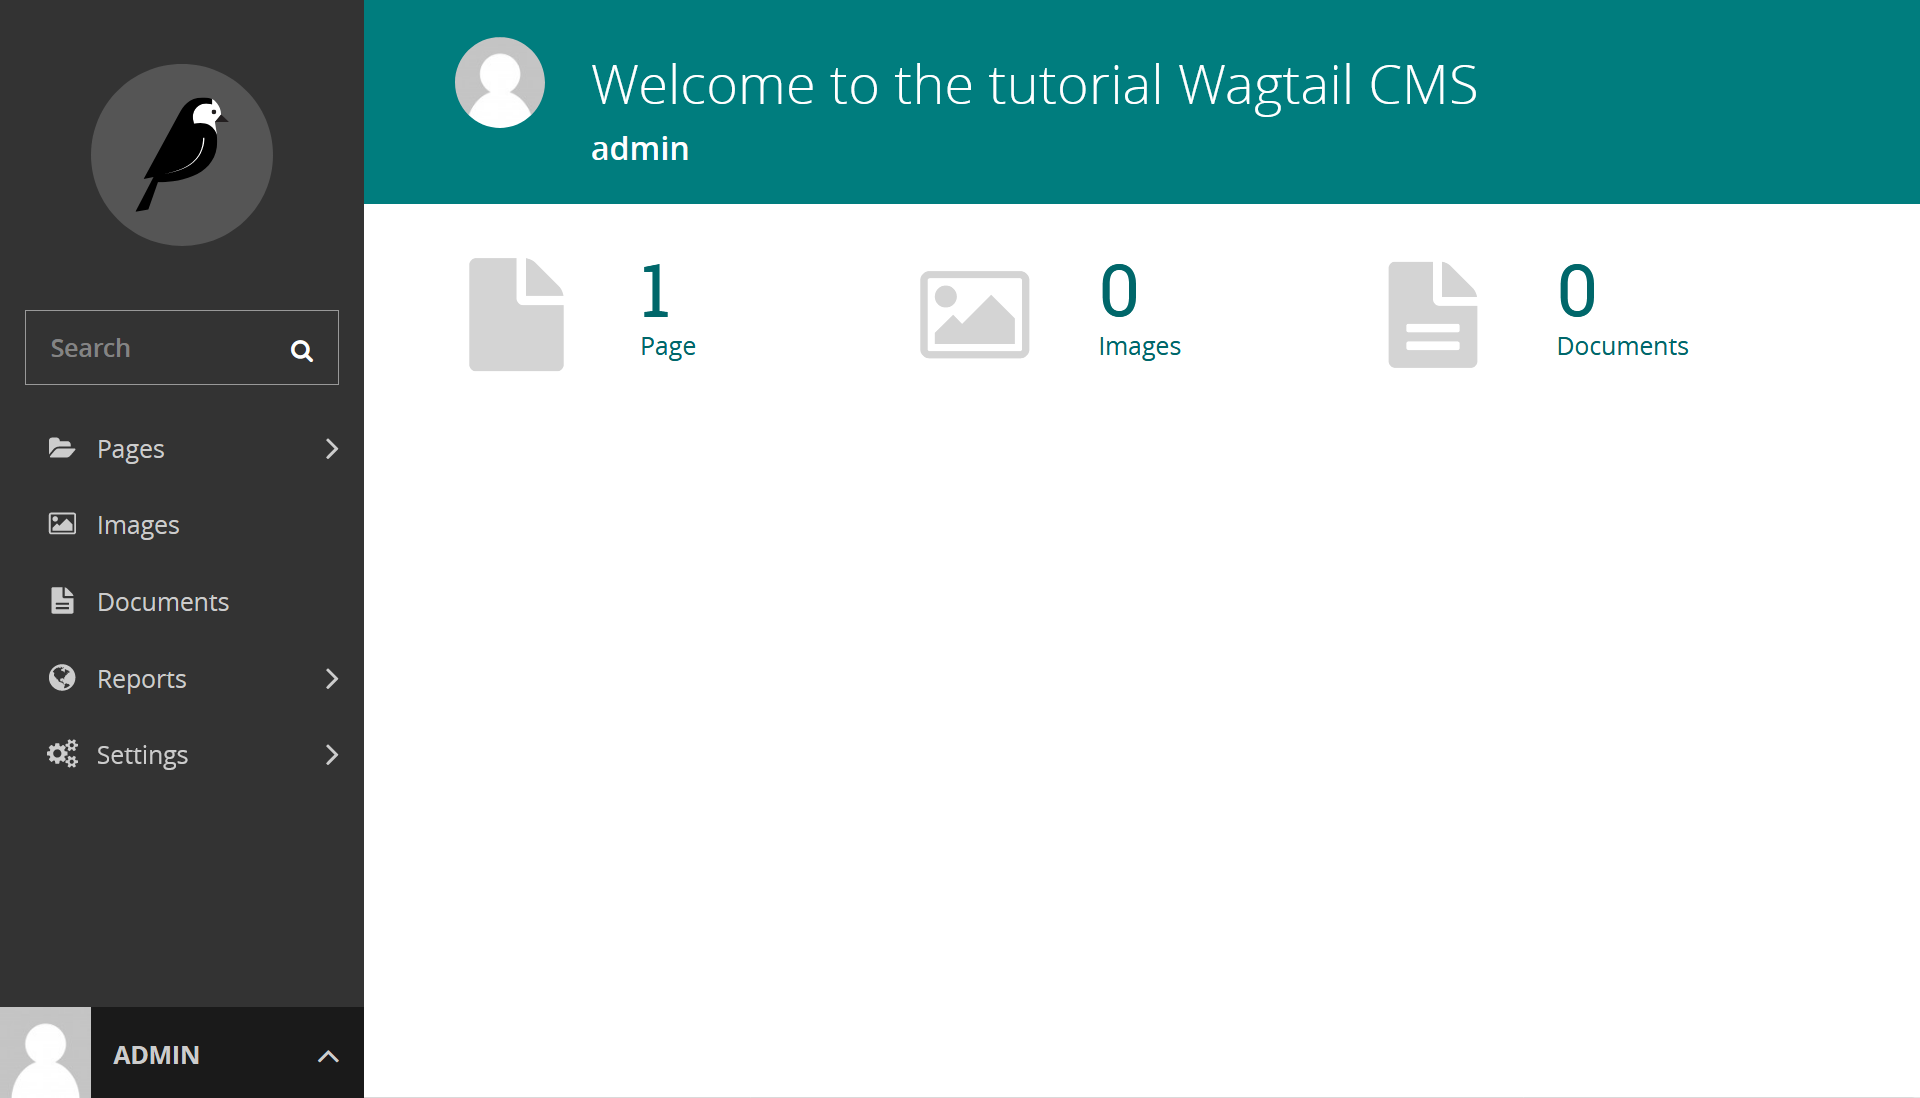 Welcome to the tutorial Wagtail CMS
admin
Search
Pages
Images
Documents
Reports
Settings
ADMIN
1
Page
0
Images
0
Documents